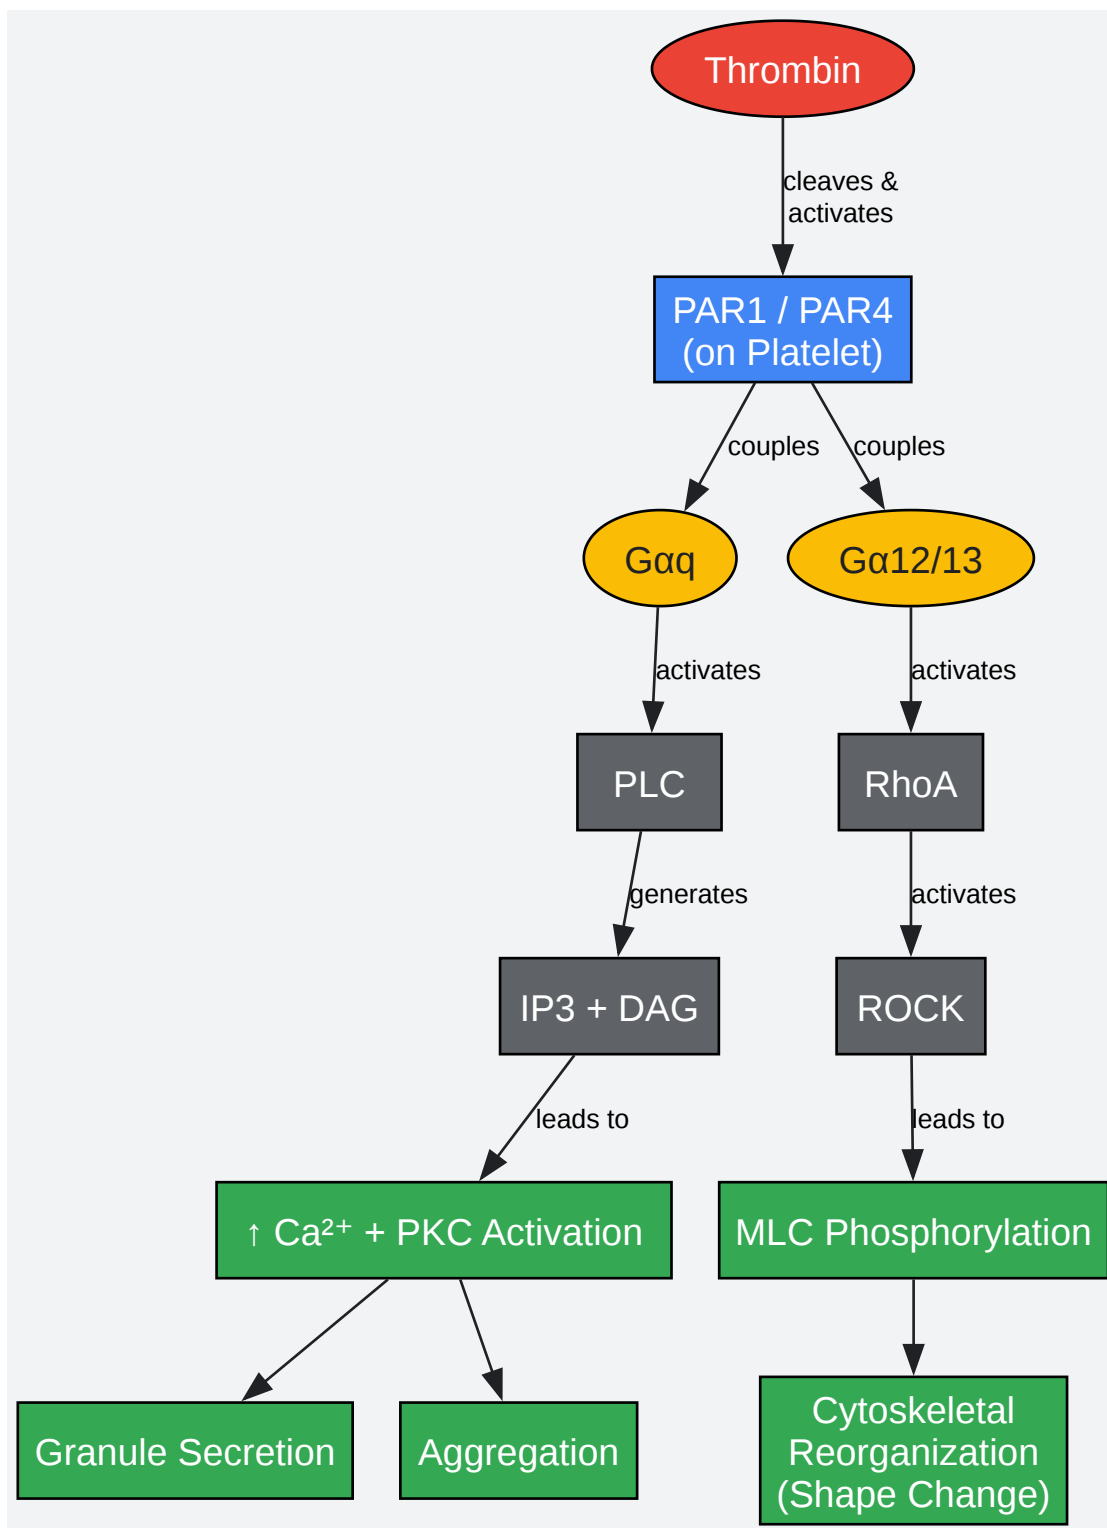 Thrombin
cleaves &
activates
PAR1 / PAR4
(on Platelet)
couples
couples
Gαq
Gα12/13
activates
activates
PLC
RhoA
generates
activates
IP3 + DAG
ROCK
leads to
leads to
↑ Ca²⁺ + PKC Activation
MLC Phosphorylation
Granule Secretion
Aggregation
Cytoskeletal
Reorganization
(Shape Change)